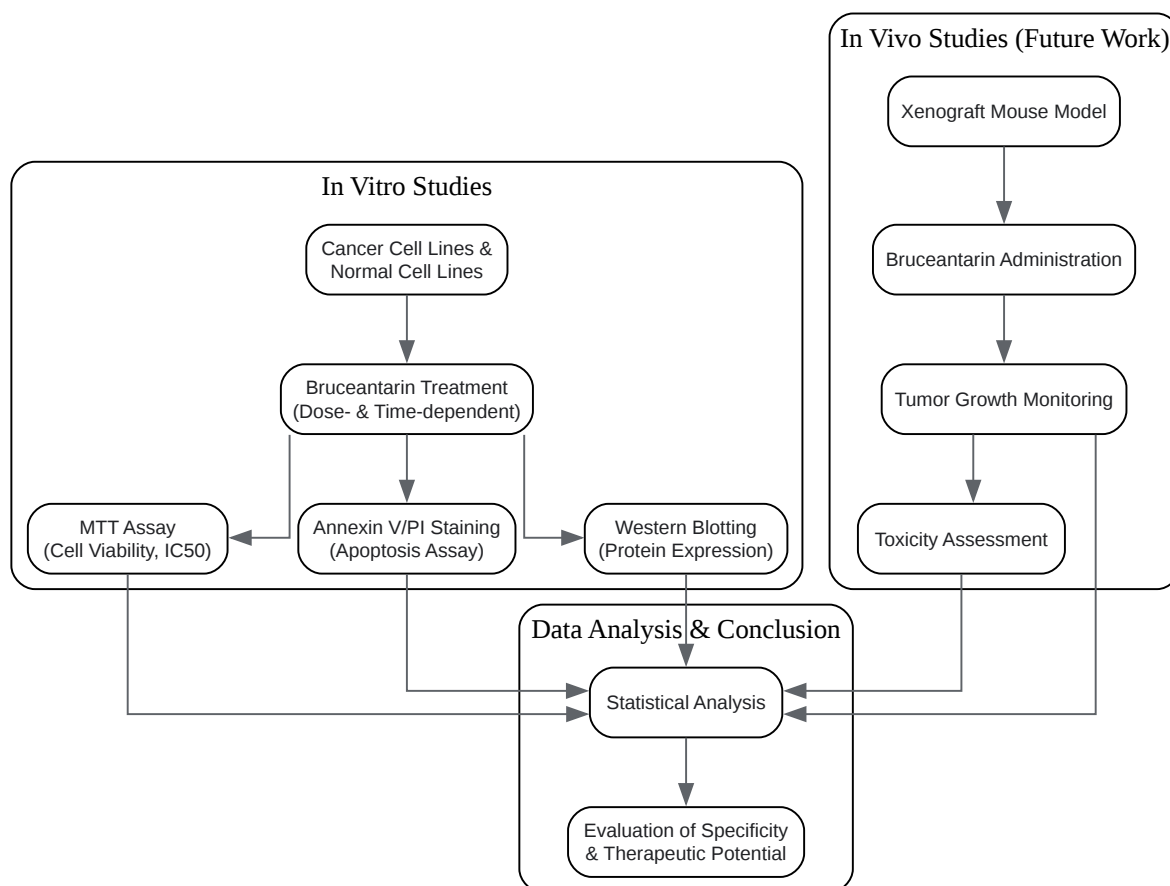 In Vitro Studies
Cancer Cell Lines &
Normal Cell Lines
Bruceantarin Treatment
(Dose- & Time-dependent)
MTT Assay
(Cell Viability, IC50)
Annexin V/PI Staining
(Apoptosis Assay)
Western Blotting
(Protein Expression)
In Vivo Studies (Future Work)
Xenograft Mouse Model
Bruceantarin Administration
Tumor Growth Monitoring
Toxicity Assessment
Data Analysis & Conclusion
Statistical Analysis
Evaluation of Specificity
& Therapeutic Potential